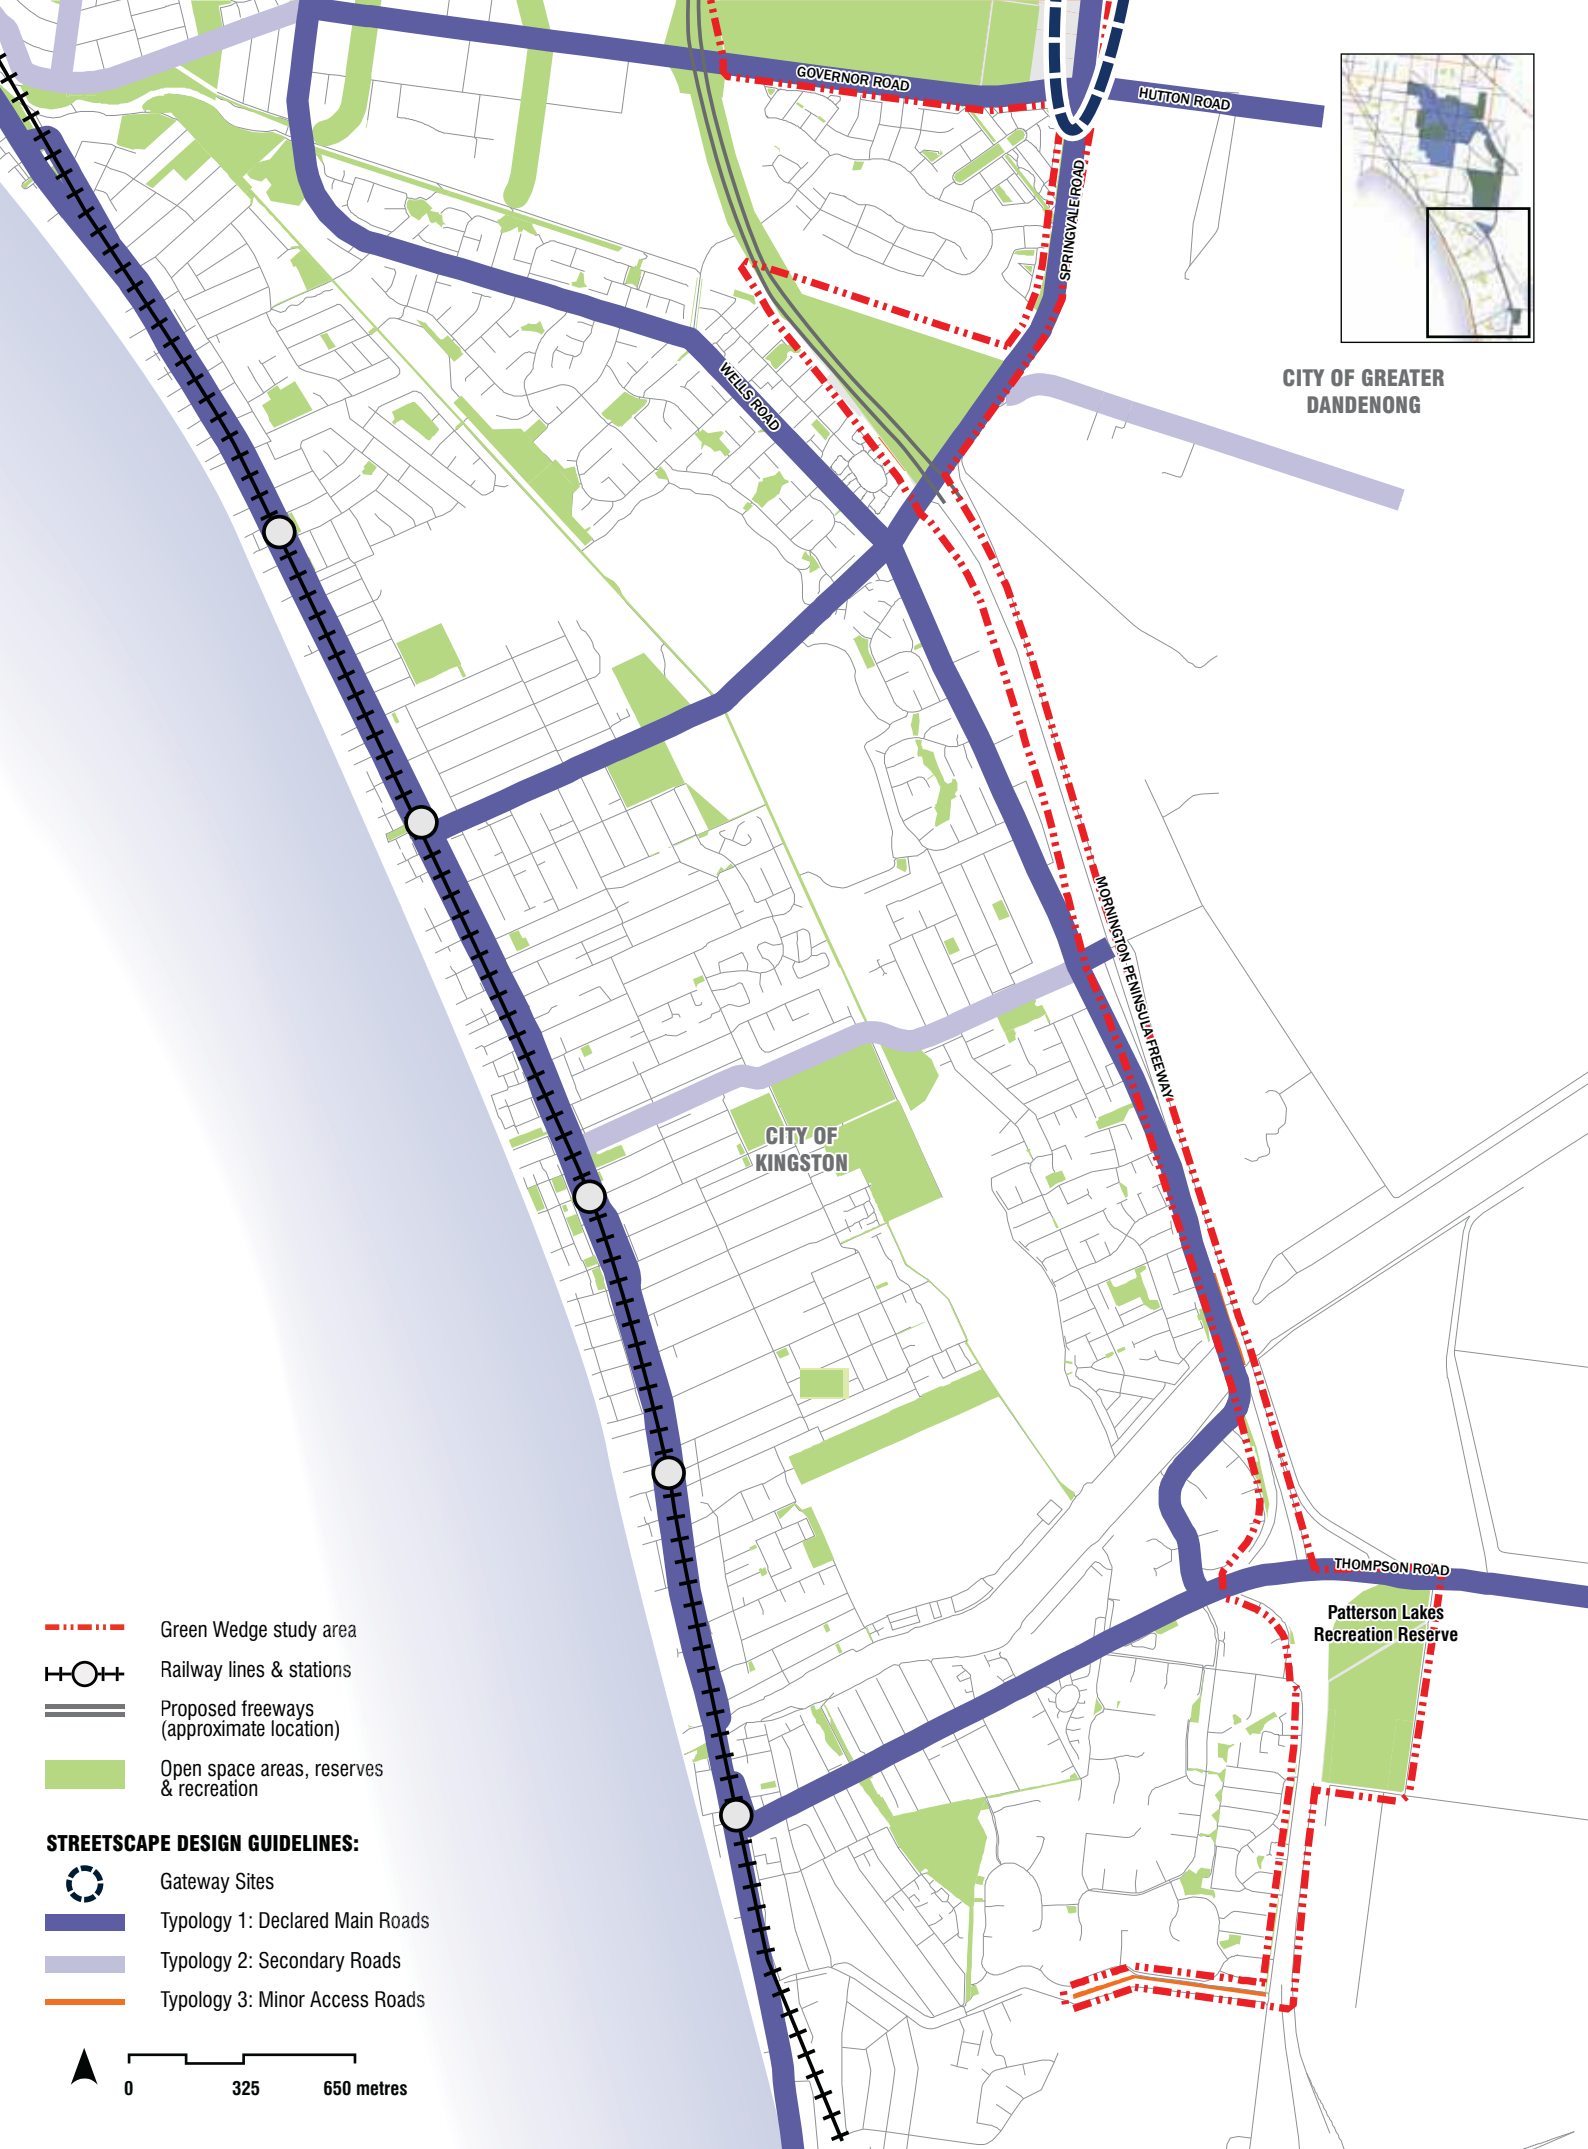 GOVERNOR ROAD
HUTTON ROAD
SPRINGVALE ROAD
WELLS ROAD
CITY OF GREATER
DANDENONG
MORNINGTON PENINSULA FREEWAY
CITY OF
KINGSTON
THOMPSON ROAD
Patterson Lakes
Recreation Reserve
Green Wedge study area
Railway lines & stations
Proposed freeways
(approximate location)
Open space areas, reserves
& recreation
STREETSCAPE DESIGN GUIDELINES:
Gateway Sites
Typology 1: Declared Main Roads
Typology 2: Secondary Roads
Typology 3: Minor Access Roads
0 325 650 metres